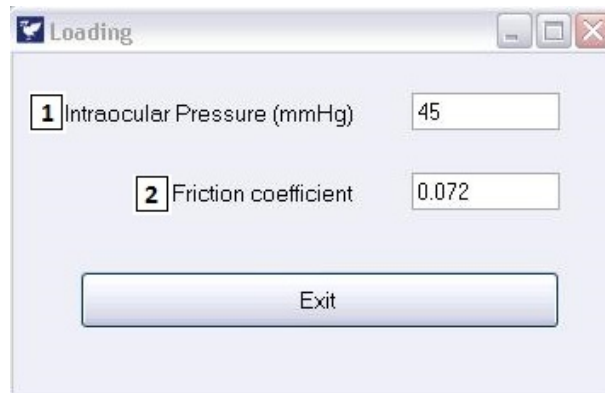 Loading
1 Intraocular Pressure (mmHg) 45
2 Friction coefficient 0.072
Exit